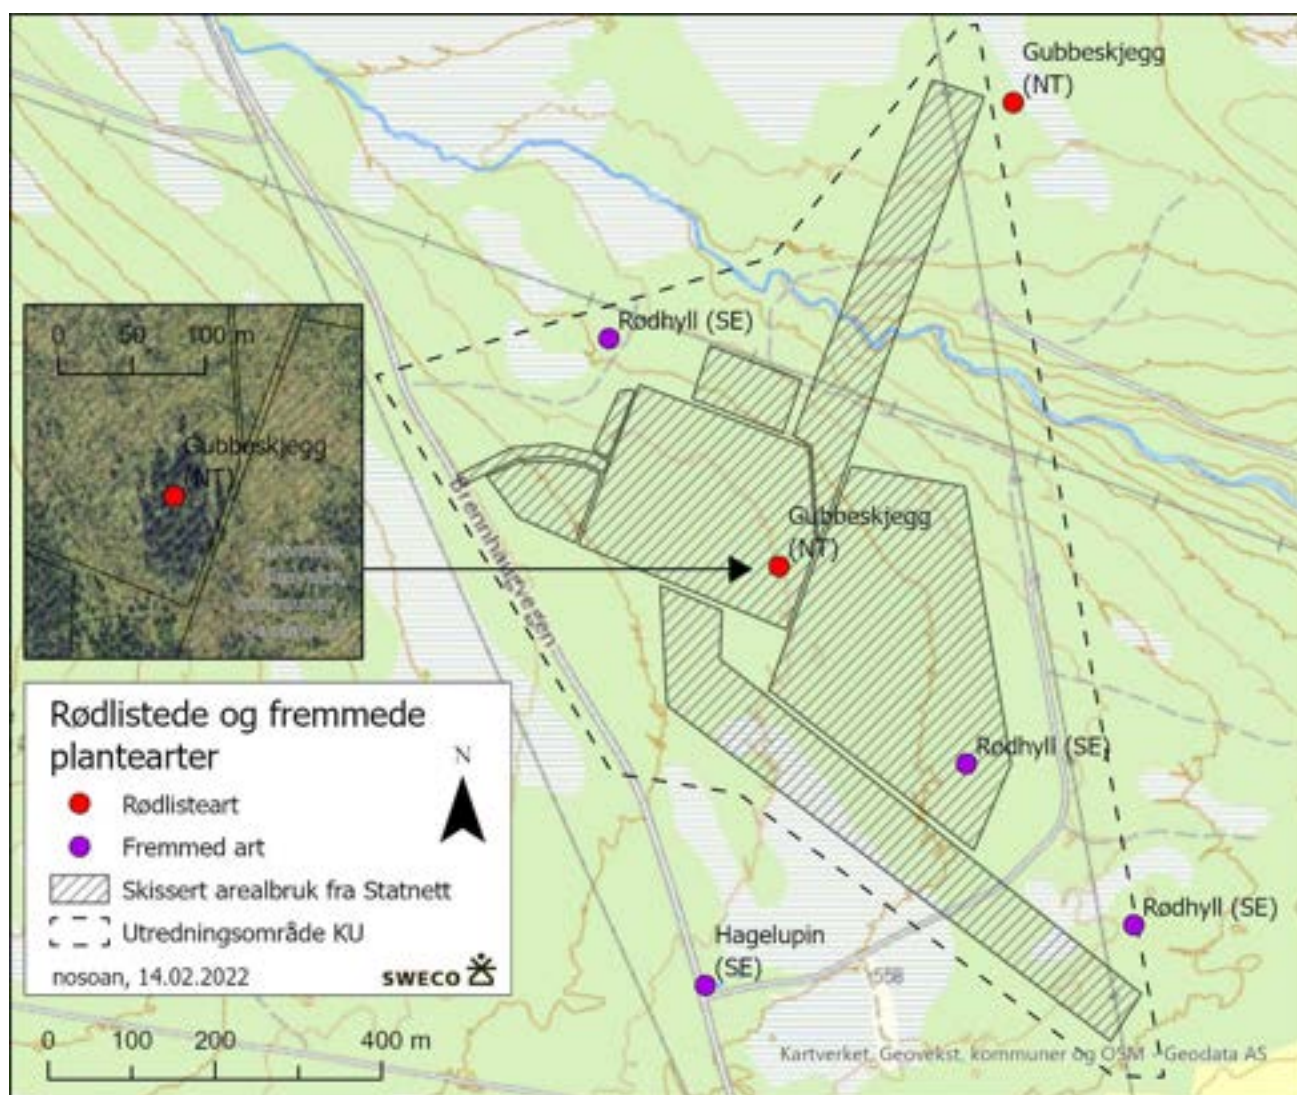 Gubbeskjegg
(NT)
Rødhyll (SE)
0 50 100 m
Gubbeskjegg
(NT)
Gubbeskjegg
(NT)
Brennhaugvegen
Rødlistede og fremmede
plantearter
N
Rødlisteart
Fremmed art
Skissert arealbruk fra Statnett
Utredningsområde KU
nosoan, 14.02.2022
SWECO
Rødhyll (SE)
Rødhyll (SE)
Hagelupin
(SE)
558
0 100 200 400 m
Kartverket, Geovekst, kommuner og OSM - Geodata AS